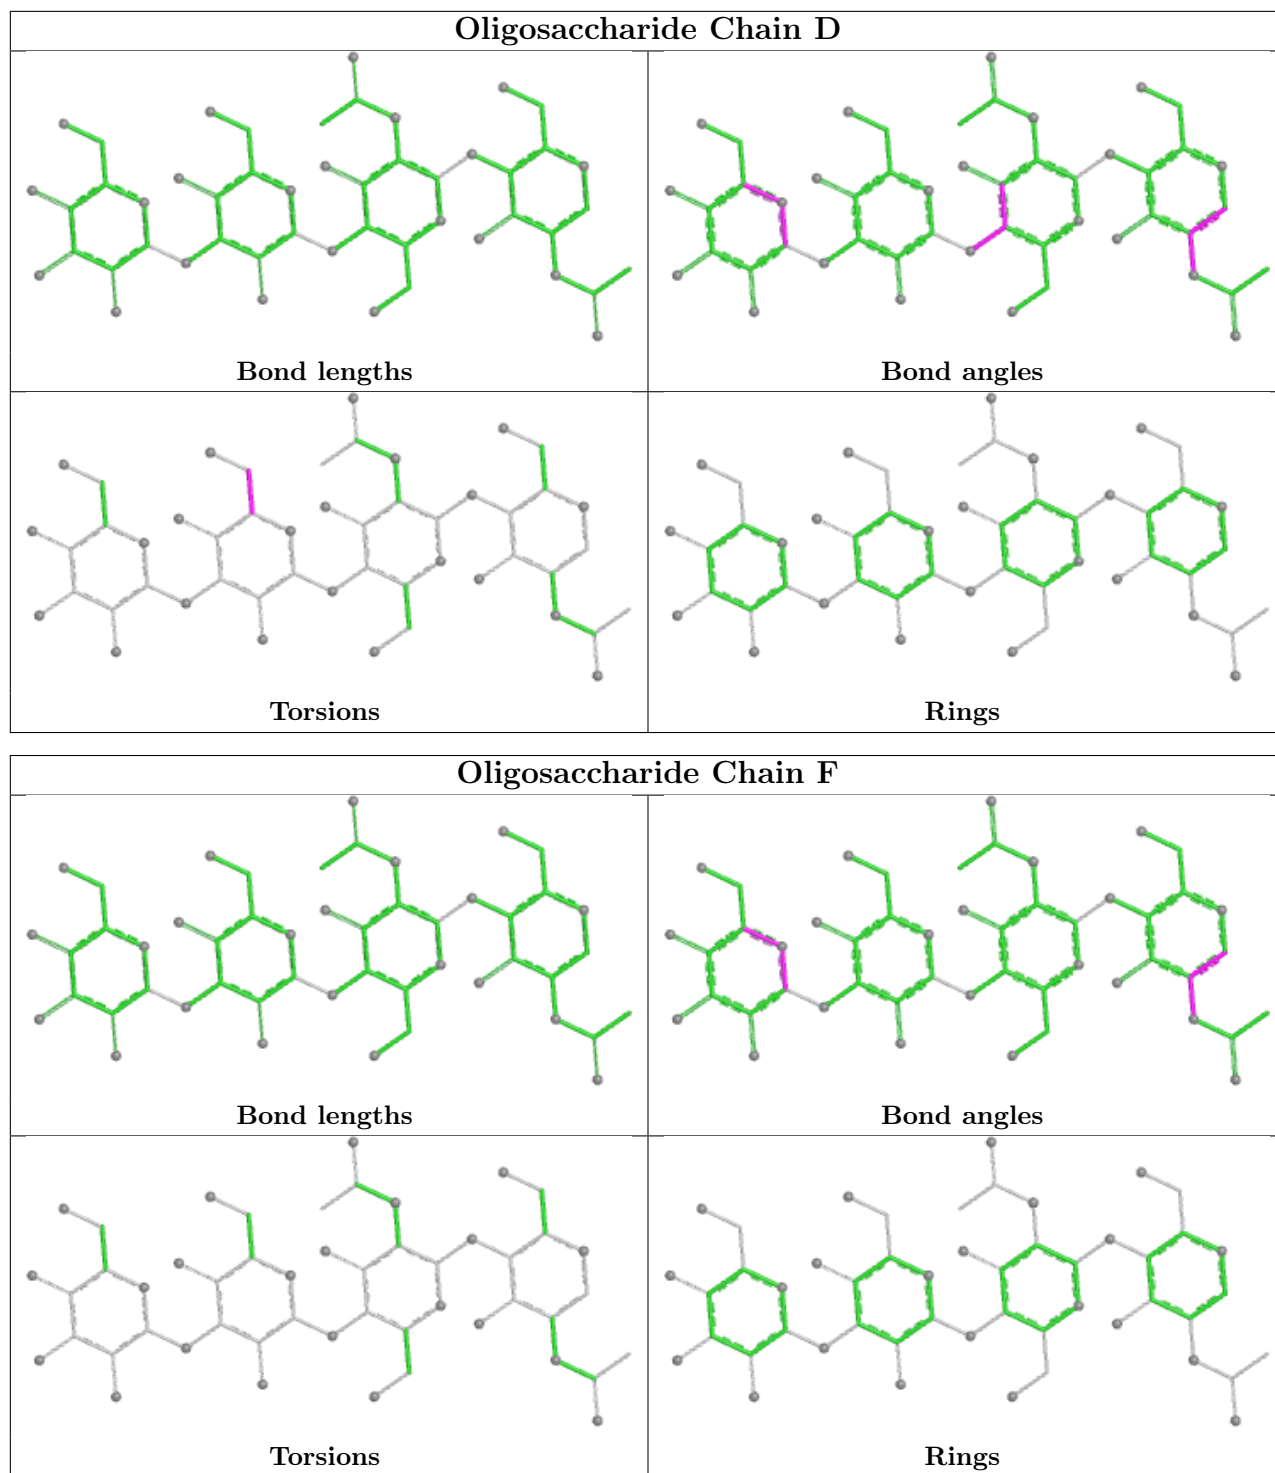 Oligosaccharide Chain D
Bond lengths
Bond angles
Torsions
Rings
Oligosaccharide Chain F
Bond lengths
Bond angles
Torsions
Rings